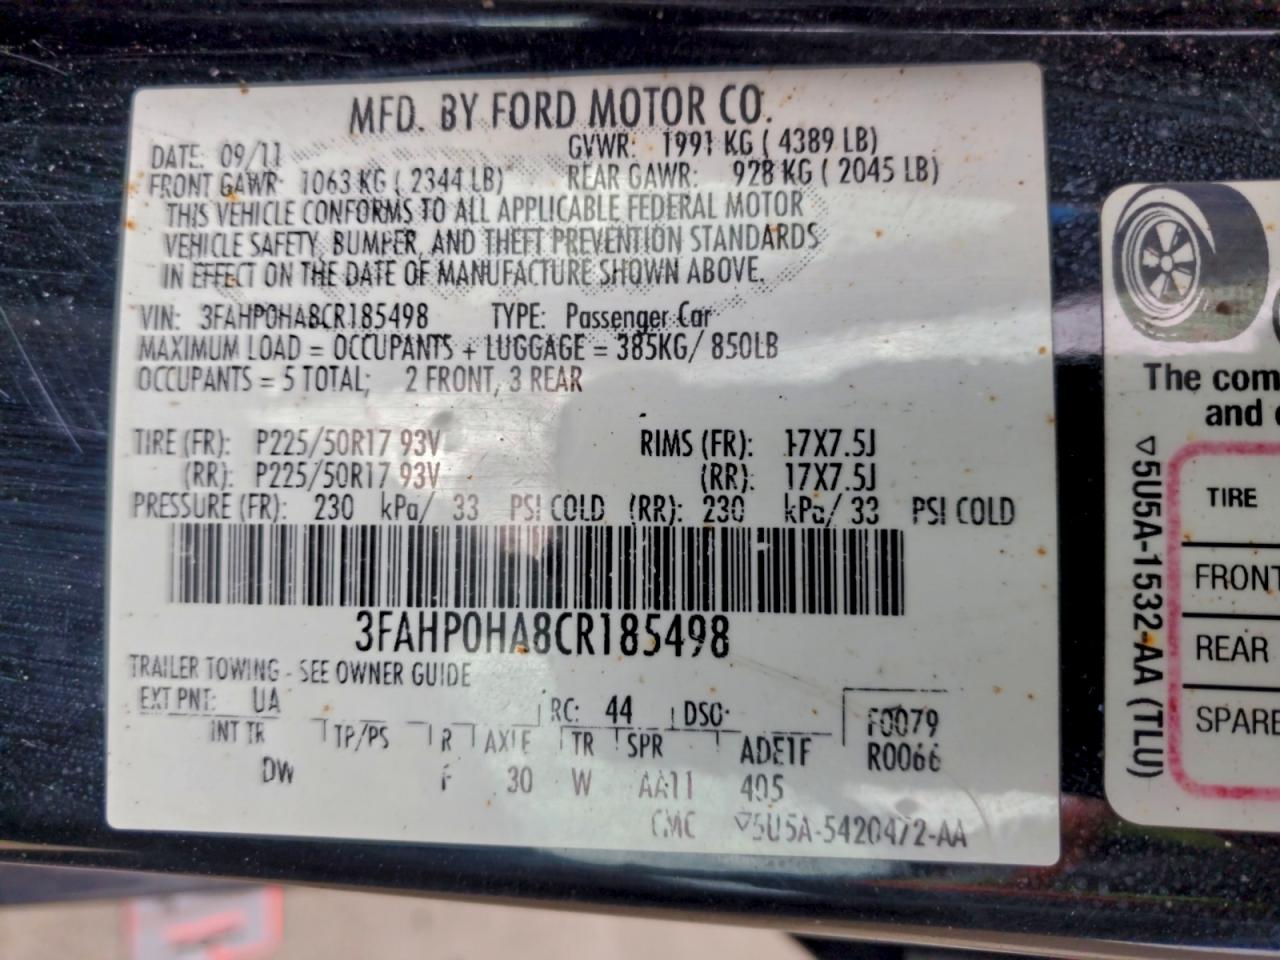 MFD. BY FORD MOTOR CO.
DATE: 09/11 GVWR: 1991 KG ( 4389 LB)
FRONT GAWR: 1063 KG ( 2344 LB) REAR GAWR: 928 KG ( 2045 LB)
THIS VEHICLE CONFORMS TO ALL APPLICABLE FEDERAL MOTOR
VEHICLE SAFETY, BUMPER, AND THEFT PREVENTION STANDARDS
IN EFFECT ON THE DATE OF MANUFACTURE SHOWN ABOVE.
VIN: 3FAHP0HA8CR185498 TYPE: Passenger Car
MAXIMUM LOAD = OCCUPANTS + LUGGAGE = 385KG/ 850LB
OCCUPANTS = 5 TOTAL; 2 FRONT, 3 REAR
TIRE (FR): P225/50R17 93V RIMS (FR): 17X7.5J
(RR): P225/50R17 93V (RR): 17X7.5J
PRESSURE (FR): 230 kPa/ 33 PSI COLD (RR): 230 kPa/ 33 PSI COLD
3FAHP0HA8CR185498
TRAILER TOWING - SEE OWNER GUIDE
EXT PNT: UA RC: 44 DSO:
INT TR TP/PS R AXLE TR SPR ADE1F
F0079
R0066
DW F 30 W AA11 405
CMC ▽5U5A-5420472-AA
The com
and
▽5U5A-1532-AA (TLU)
TIRE
FRONT
REAR
SPARE